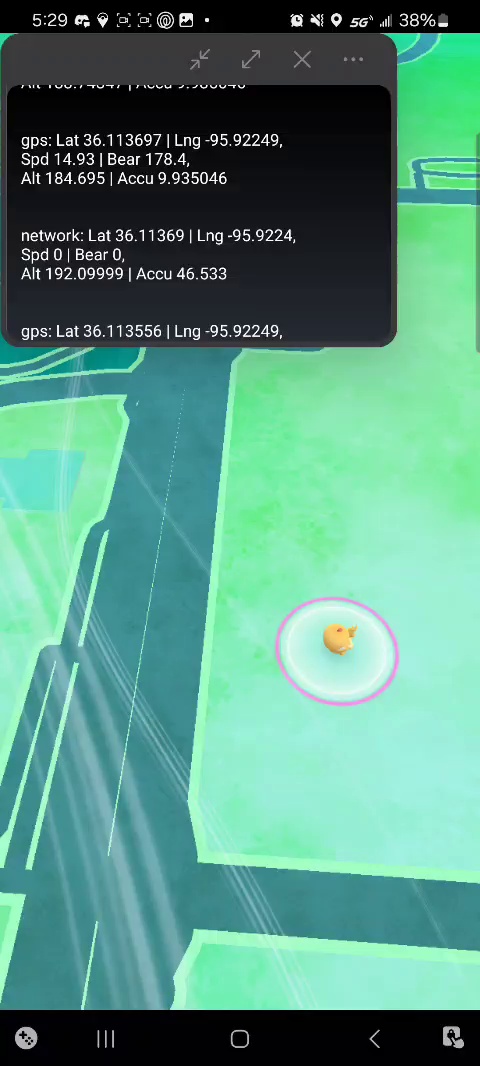 5:29
5G
38%
gps: Lat 36.113697 | Lng -95.92249,
Spd 14.93 | Bear 178.4,
Alt 184.695 | Accu 9.935046
network: Lat 36.11369 | Lng -95.9224,
Spd 0 | Bear 0,
Alt 192.09999 | Accu 46.533
gps: Lat 36.113556 | Lng -95.92249,